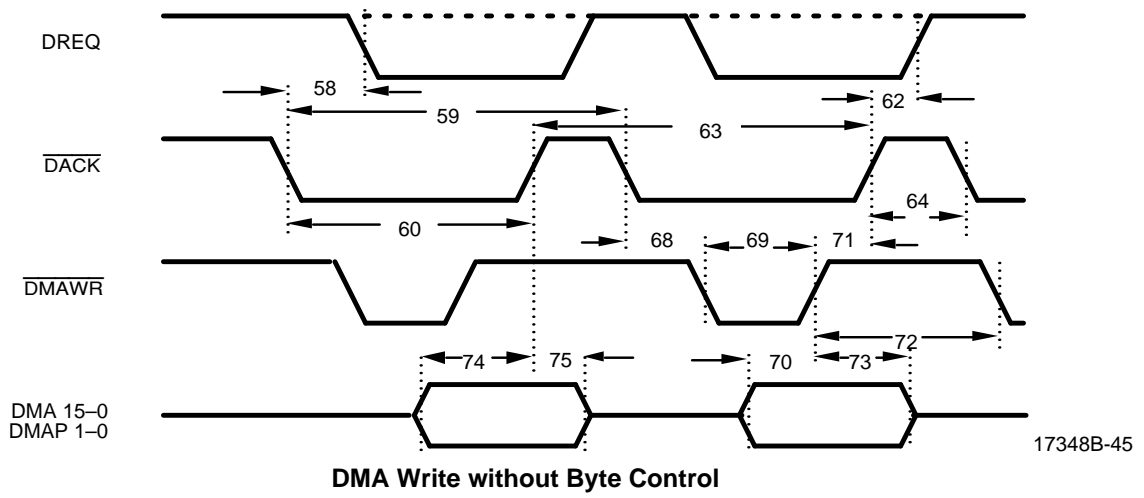 DREQ
58
62
59
63
DACK
64
60
68
69
71
DMAWR
72
74
75
70
73
DMA 15–0
DMAP 1–0
17348B-45
DMA Write without Byte Control